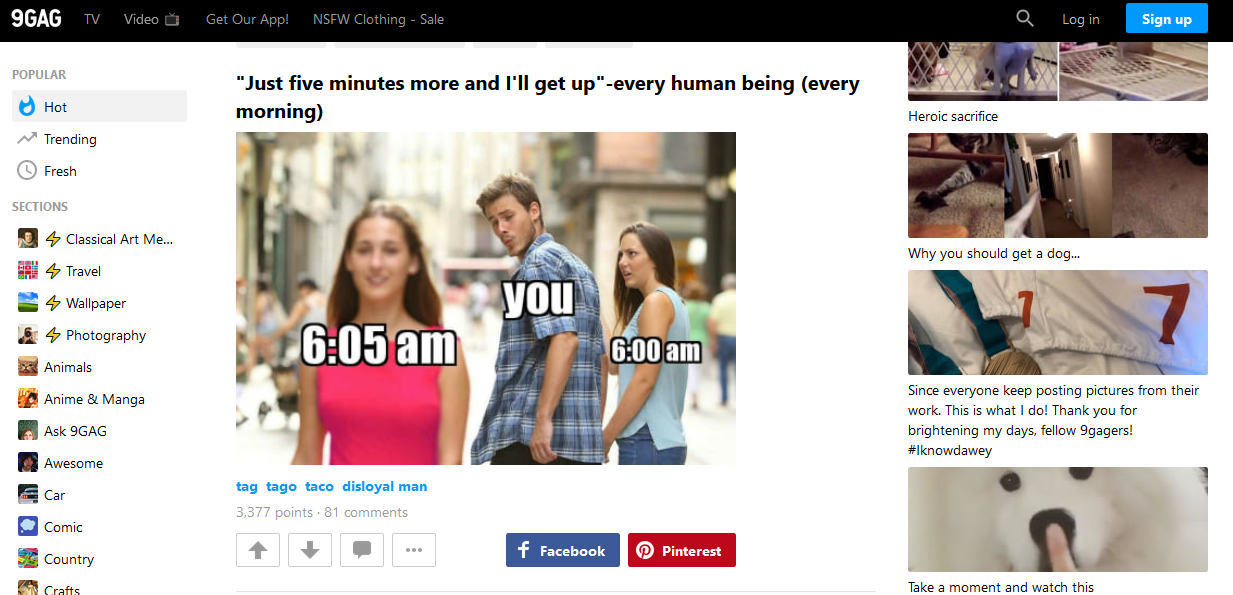 9GAG TV Video Get Our App! NSFW Clothing - Sale Log in Sign up
POPULAR
Hot
Trending
Fresh
SECTIONS
Classical Art Me...
Travel
Wallpaper
Photography
Animals
Anime & Manga
Ask 9GAG
Awesome
Car
Comic
Country
Crafts
"Just five minutes more and I'll get up"-every human being (every
morning)
6:05 am
you
6:00 am
tag tago taco disloyal man
3,377 points · 81 comments
Facebook Pinterest
Heroic sacrifice
Why you should get a dog...
1
7
Since everyone keep posting pictures from their
work. This is what I do! Thank you for
brightening my days, fellow 9gagers!
#Iknowdawey
Take a moment and watch this